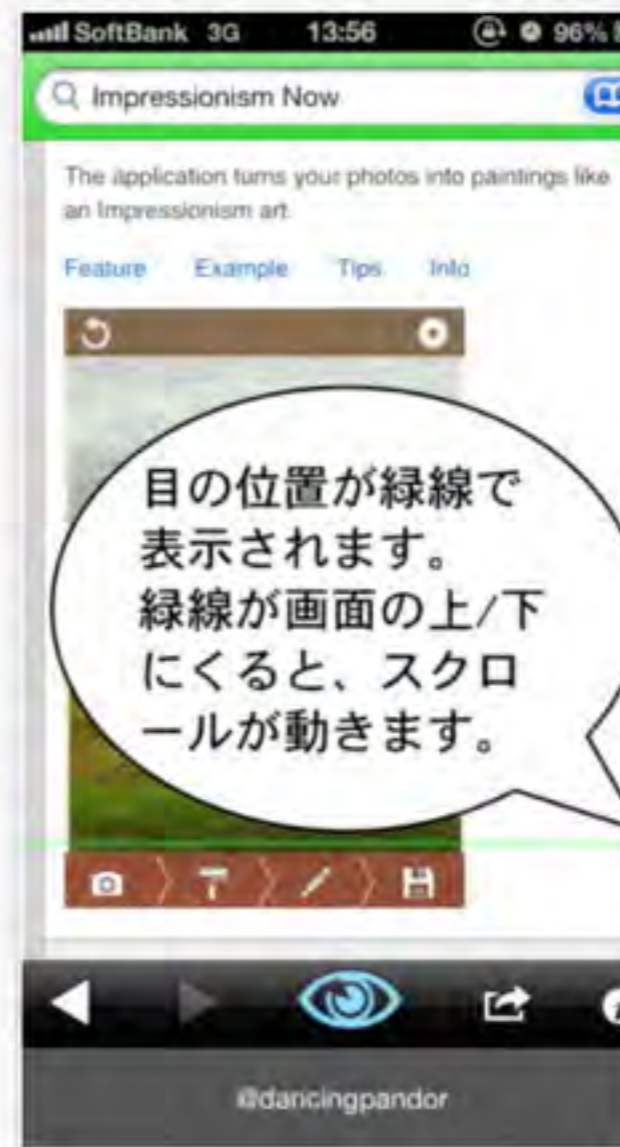 SoftBank 3G 13:56 96%
Impressionism Now
The application turns your photos into paintings like
an Impressionism art.
Feature Example Tips Info
目の位置が緑線で
表示されます。
緑線が画面の上/下
にくると、スクロ
ールが動きます。
@dancingpandor